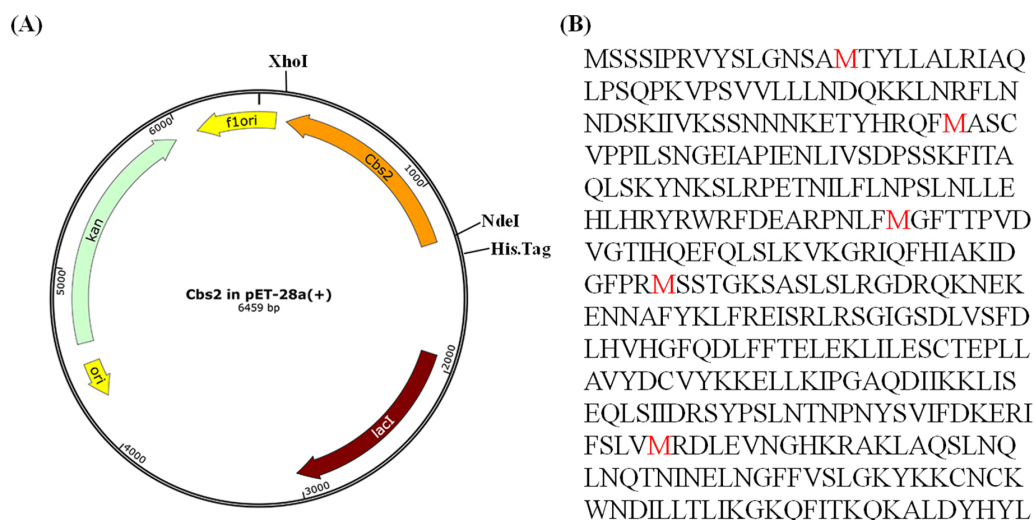 (A)
XhoI
6000
f1ori
Cbs2
1000
kan
NdeI
His.Tag
5000
Cbs2 in pET-28a(+)
6459 bp
ori
lacI
2000
4000
3000
(B)
MSSSIPRVYSLGNSAMTYLLALRIAQ
LPSQPKVPSVVLLLNDQKKLNRFLN
NDSKIIVKSSNNNKETYHRQFMASC
VPPILSNGEIAPIENLIVSDPSSKFITA
QLSKYNKSLRPETNILFLNPSLNLLE
HLHRYRWRFDEARPNLFMGFTTPVD
VGTIHQEFQLSLKVKGRIQFHIAKID
GFPRMSSTGKSASLSLRGDRQKNEK
ENNAFYKLFREISRLRSGIGSDLVSFD
LHVHGFQDLFFTELEKLILESCTEPLL
AVYDCVYKKELLKIPGAQDIIKKLIS
EQLSIIDRSYPSLNTNPNYSVIFDKERI
FSLVMRDLEVNGHKRAKLAQSLNQ
LNQTNINELNGFFVSLGKYKKCNCK
WNDILLTLIKGKQFITKQKALDYHYL